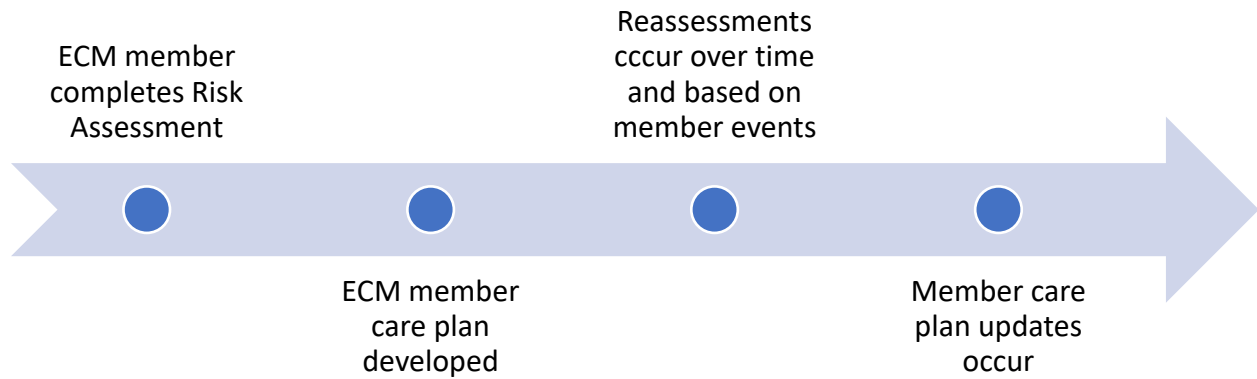 ECM member
completes Risk
Assessment
ECM member
care plan
developed
Reassessments
cccur over time
and based on
member events
Member care
plan updates
occur